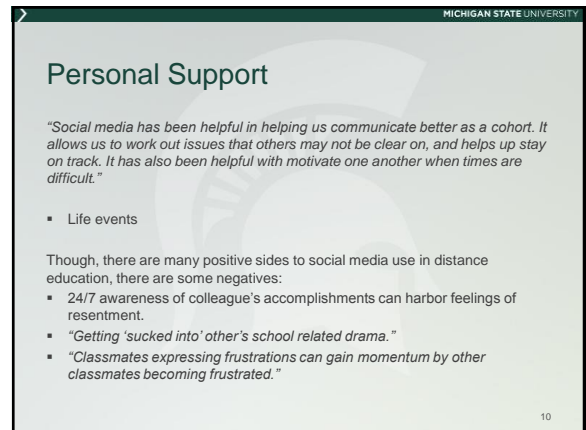 MICHIGAN STATE UNIVERSITY
Personal Support
“Social media has been helpful in helping us communicate better as a cohort. It
allows us to work out issues that others may not be clear on, and helps up stay
on track. It has also been helpful with motivate one another when times are
difficult.”
▪ Life events
Though, there are many positive sides to social media use in distance
education, there are some negatives:
▪ 24/7 awareness of colleague’s accomplishments can harbor feelings of
resentment.
▪ “Getting ‘sucked into’ other’s school related drama.”
▪ “Classmates expressing frustrations can gain momentum by other
classmates becoming frustrated.”
10